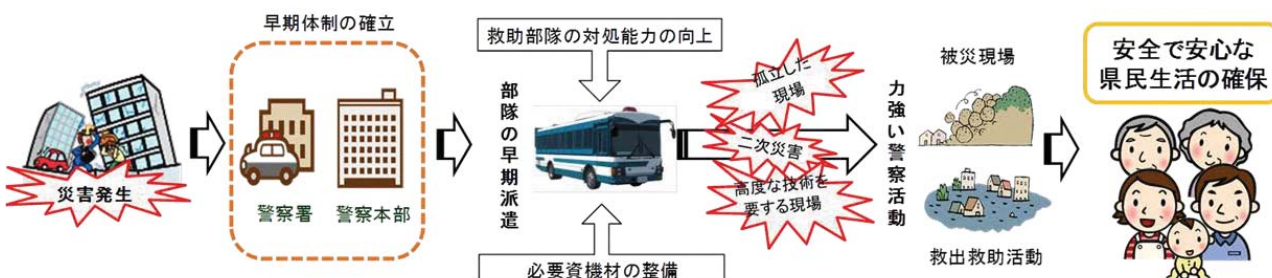 災害発生
早期体制の確立
警察署
警察本部
救助部隊の対処能力の向上
部隊の早期派遣
必要資機材の整備
孤立した
現場
二次災害
高度な技術を
要する現場
力強い警察活動
被災現場
救出救助活動
安全で安心な
県民生活の確保